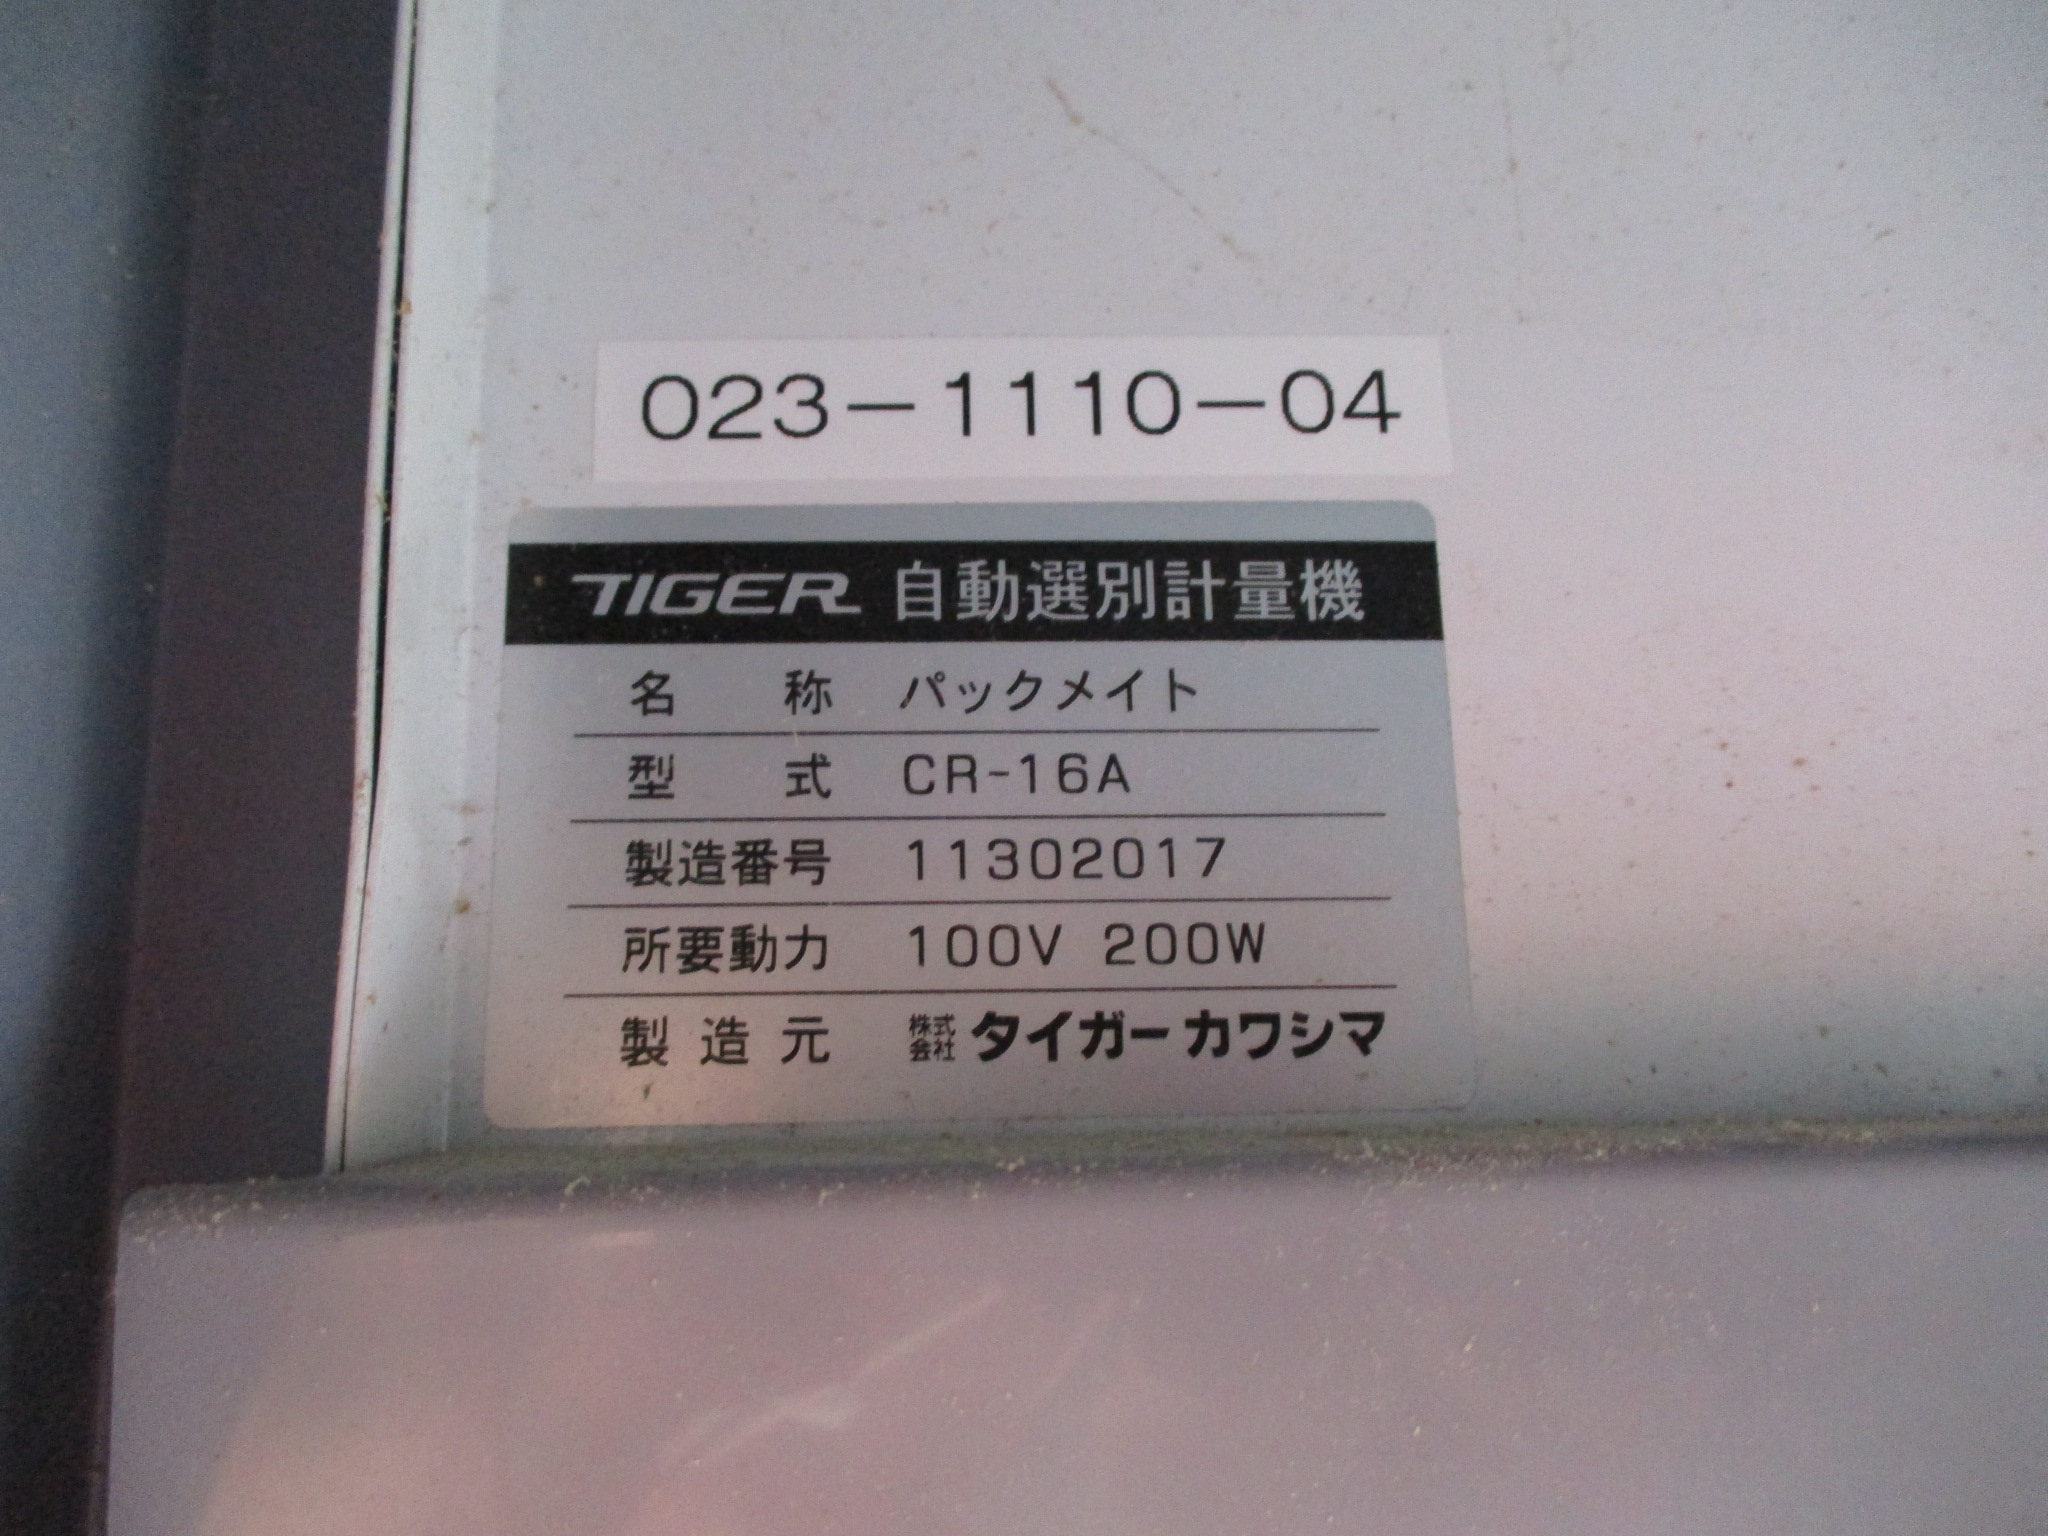 023-1110-04
TIGER 自動選別計量機
名称 パックメイト
型式 CR-16A
製造番号 11302017
所要動力 100V 200W
製造元 株式会社 タイガーカワシマ